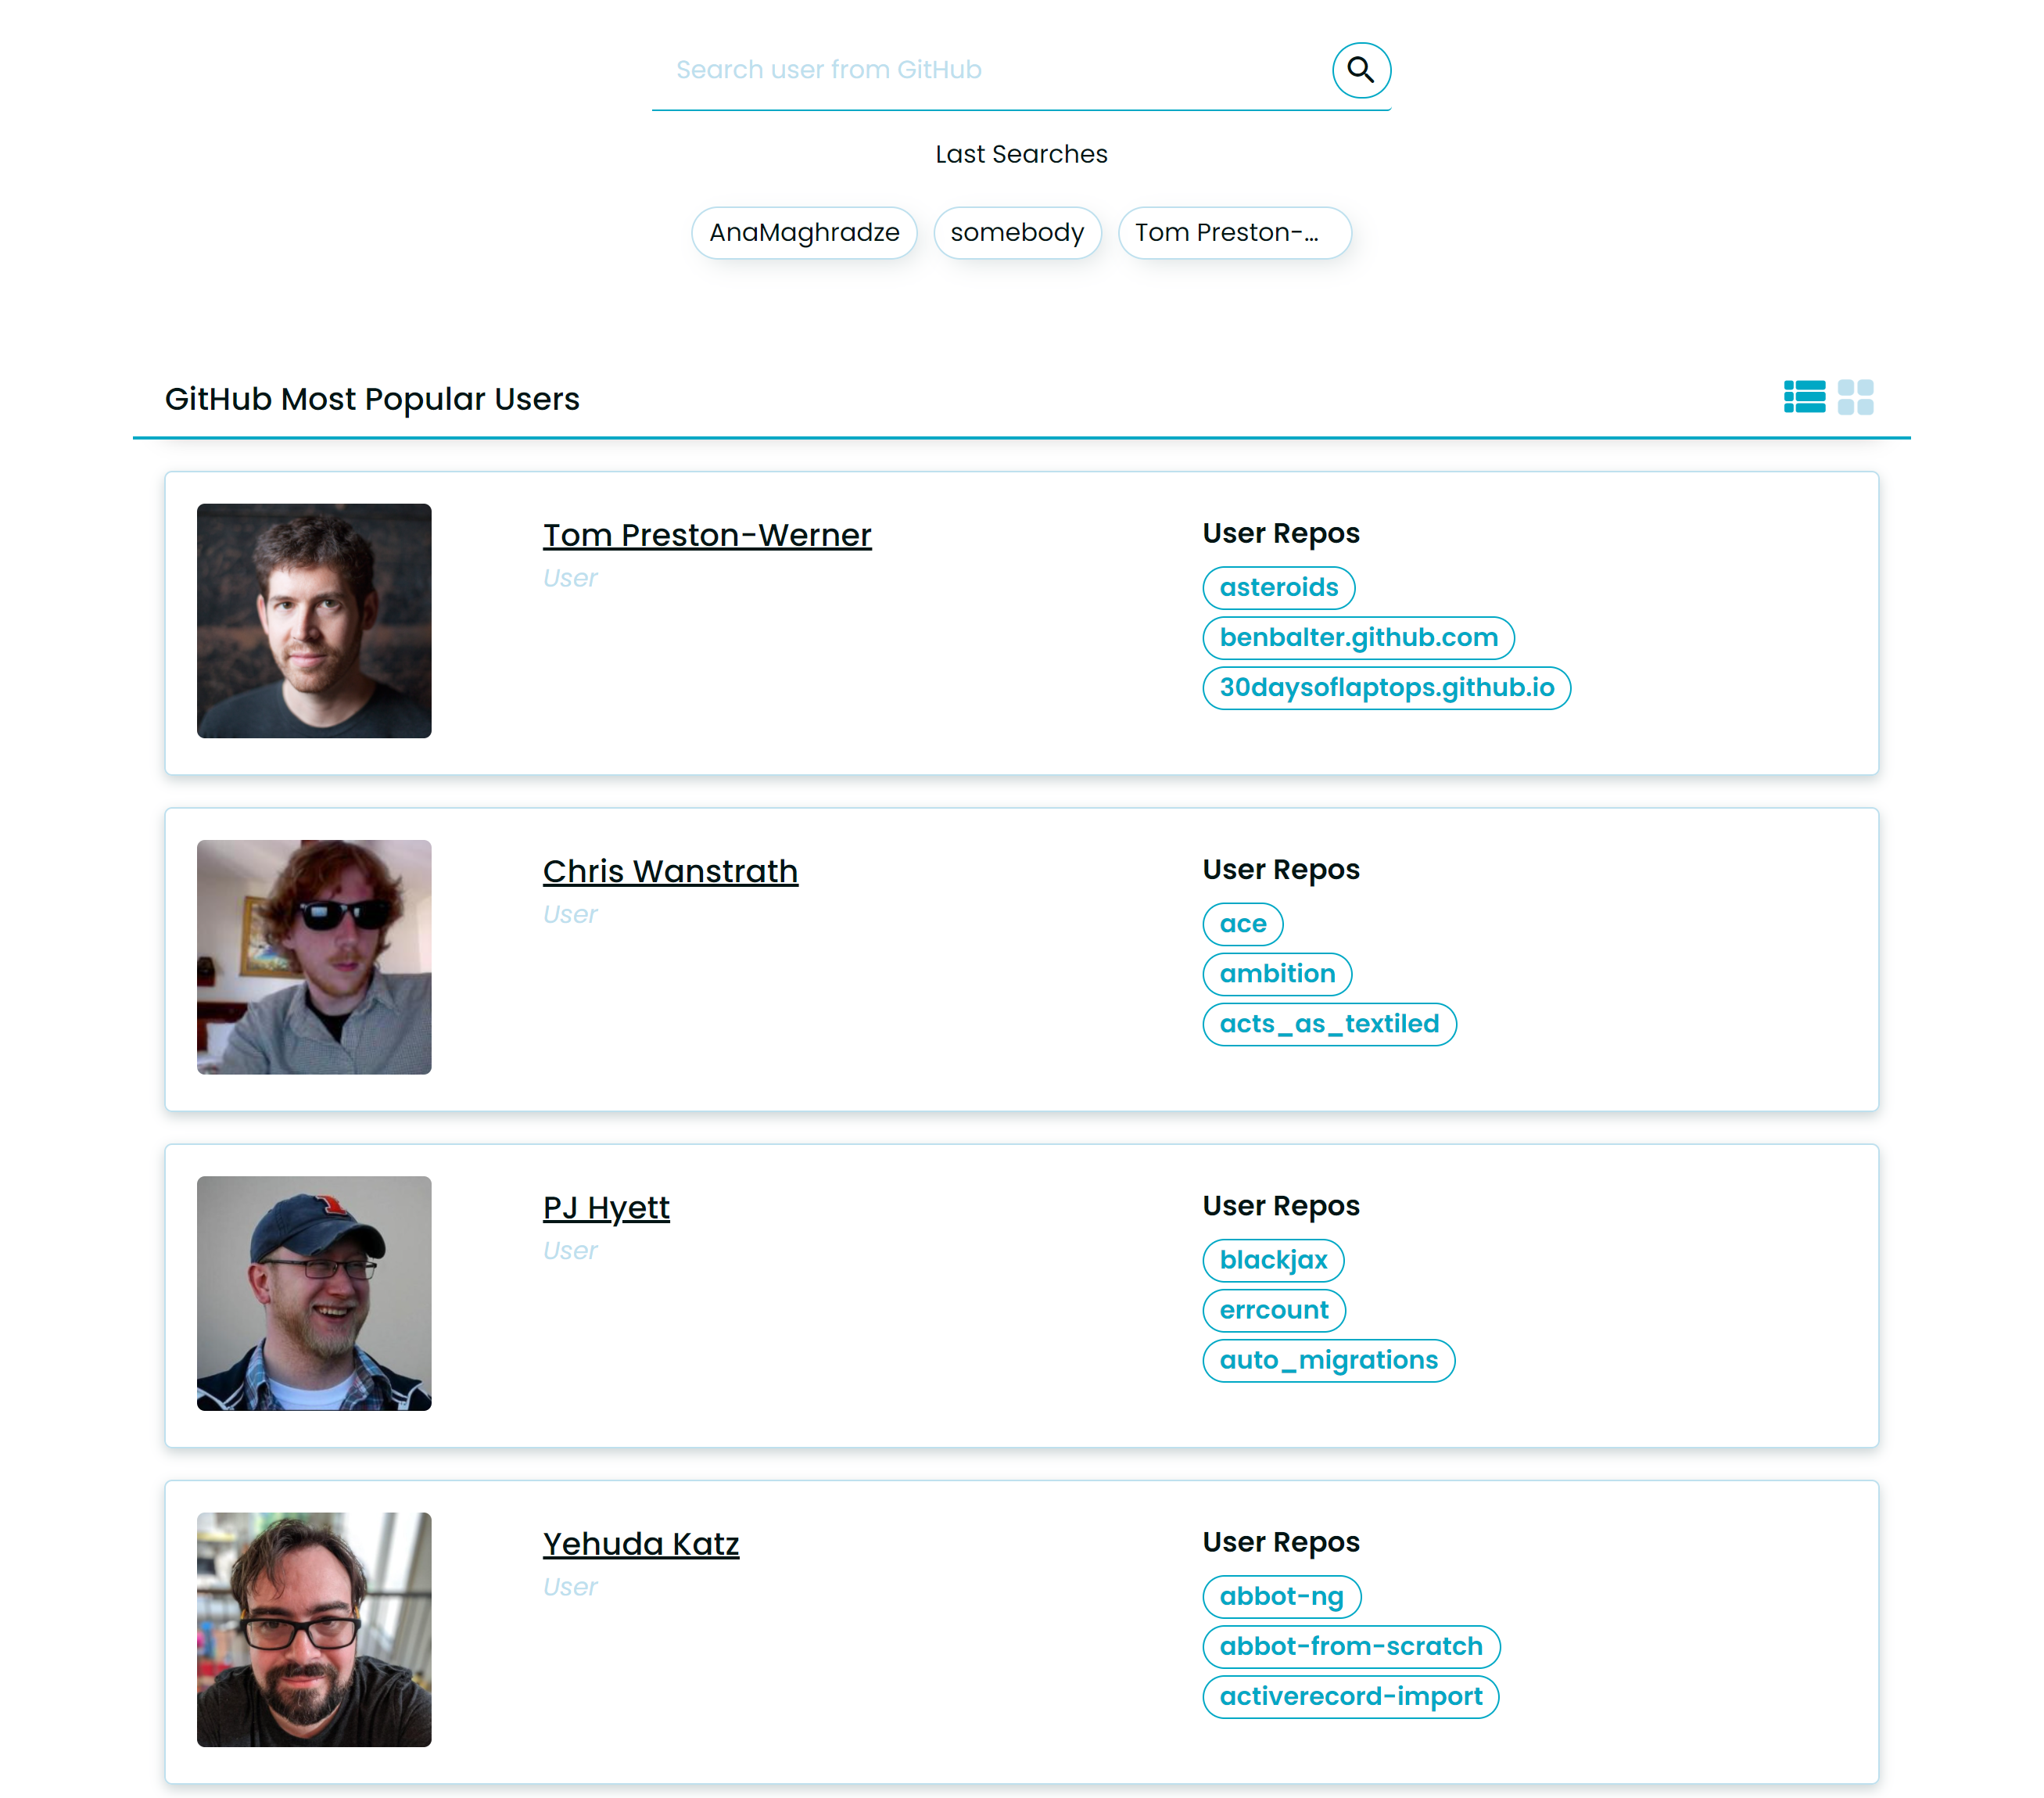 Search user from GitHub
Last Searches
AnaMaghradze somebody Tom Preston-...
GitHub Most Popular Users
Tom Preston-Werner
User
User Repos
asteroids
benbalter.github.com
30daysoflaptops.github.io
Chris Wanstrath
User
User Repos
ace
ambition
acts_as_textiled
PJ Hyett
User
User Repos
blackjax
errcount
auto_migrations
Yehuda Katz
User
User Repos
abbot-ng
abbot-from-scratch
activerecord-import